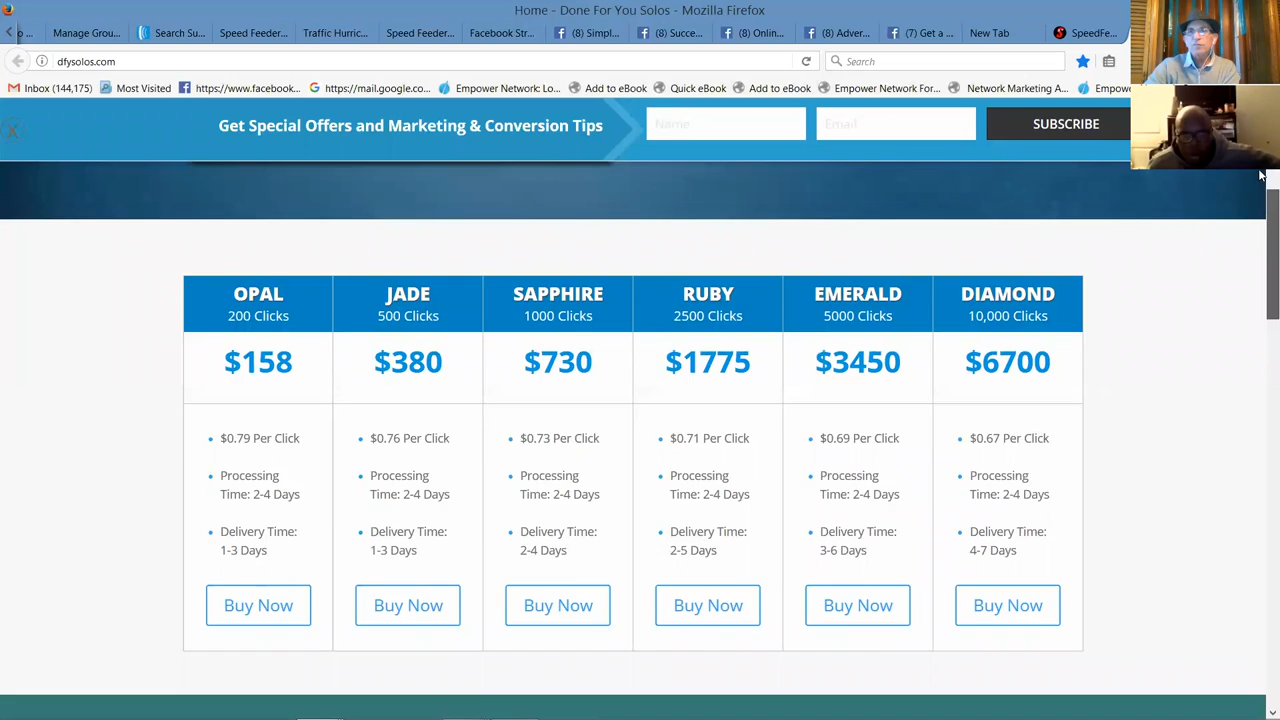 Home - Done For You Solos - Mozilla Firefox
o ...
Manage Grou...
Search Su...
Speed Feeder...
Traffic Hurric...
Speed Feeder...
Facebook Str...
(8) Simpl...
(8) Succe...
(8) Onlin...
(8) Adver...
(7) Get a ...
New Tab
SpeedFe...
dfysolos.com
Search
Inbox (144,175)
Most Visited
https://www.facebook...
https://mail.google.co...
Empower Network: Lo...
Add to eBook
Quick eBook
Add to eBook
Empower Network For...
Network Marketing A...
Empowe
Get Special Offers and Marketing & Conversion Tips
Name
Email
SUBSCRIBE
OPAL
200 Clicks
$158
$0.79 Per Click
Processing
Time: 2-4 Days
Delivery Time:
1-3 Days
Buy Now
JADE
500 Clicks
$380
$0.76 Per Click
Processing
Time: 2-4 Days
Delivery Time:
1-3 Days
Buy Now
SAPPHIRE
1000 Clicks
$730
$0.73 Per Click
Processing
Time: 2-4 Days
Delivery Time:
2-4 Days
Buy Now
RUBY
2500 Clicks
$1775
$0.71 Per Click
Processing
Time: 2-4 Days
Delivery Time:
2-5 Days
Buy Now
EMERALD
5000 Clicks
$3450
$0.69 Per Click
Processing
Time: 2-4 Days
Delivery Time:
3-6 Days
Buy Now
DIAMOND
10,000 Clicks
$6700
$0.67 Per Click
Processing
Time: 2-4 Days
Delivery Time:
4-7 Days
Buy Now